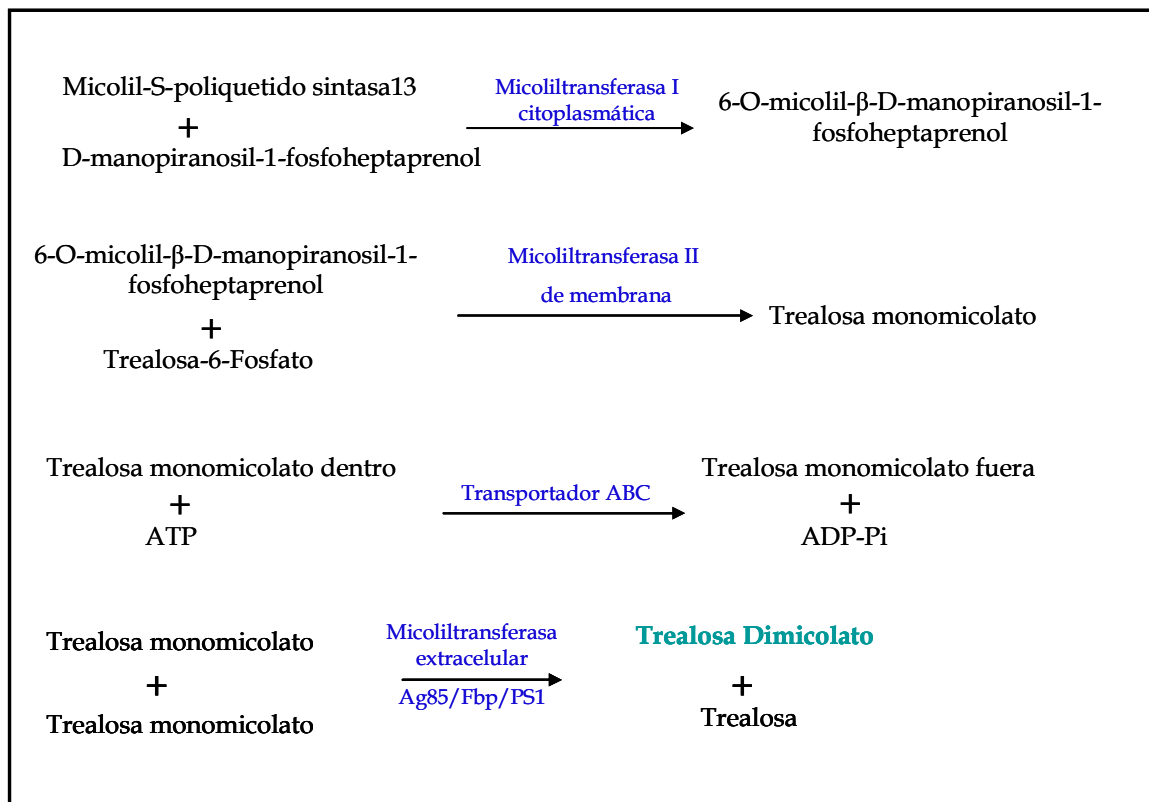 Micolil-S-poliquetido sintasa13
+
D-manopiranosil-1-fosfoheptaprenol
Micoliltransferasa I
citoplasmática
6-O-micolil-β-D-manopiranosil-1-
fosfoheptaprenol
6-O-micolil-β-D-manopiranosil-1-
fosfoheptaprenol
+
Trealosa-6-Fosfato
Micoliltransferasa II
de membrana
Trealosa monomicolato
Trealosa monomicolato dentro
+
ATP
Transportador ABC
Trealosa monomicolato fuera
+
ADP-Pi
Trealosa monomicolato
+
Trealosa monomicolato
Micoliltransferasa
extracelular
Ag85/Fbp/PS1
Trealosa Dimicolato
+
Trealosa